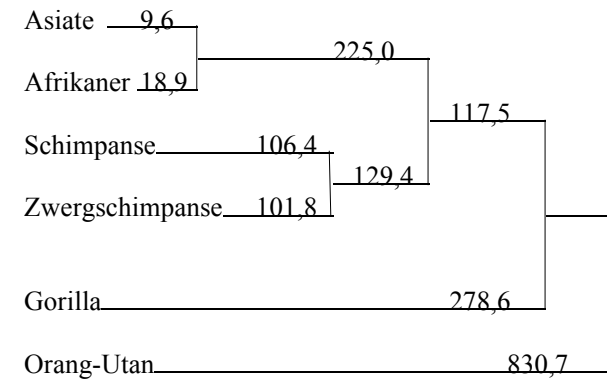 Asiate 9,6
225,0
Afrikaner 18,9
117,5
Schimpanse 106,4
129,4
Zwergschimpanse 101,8
Gorilla 278,6
Orang-Utan 830,7